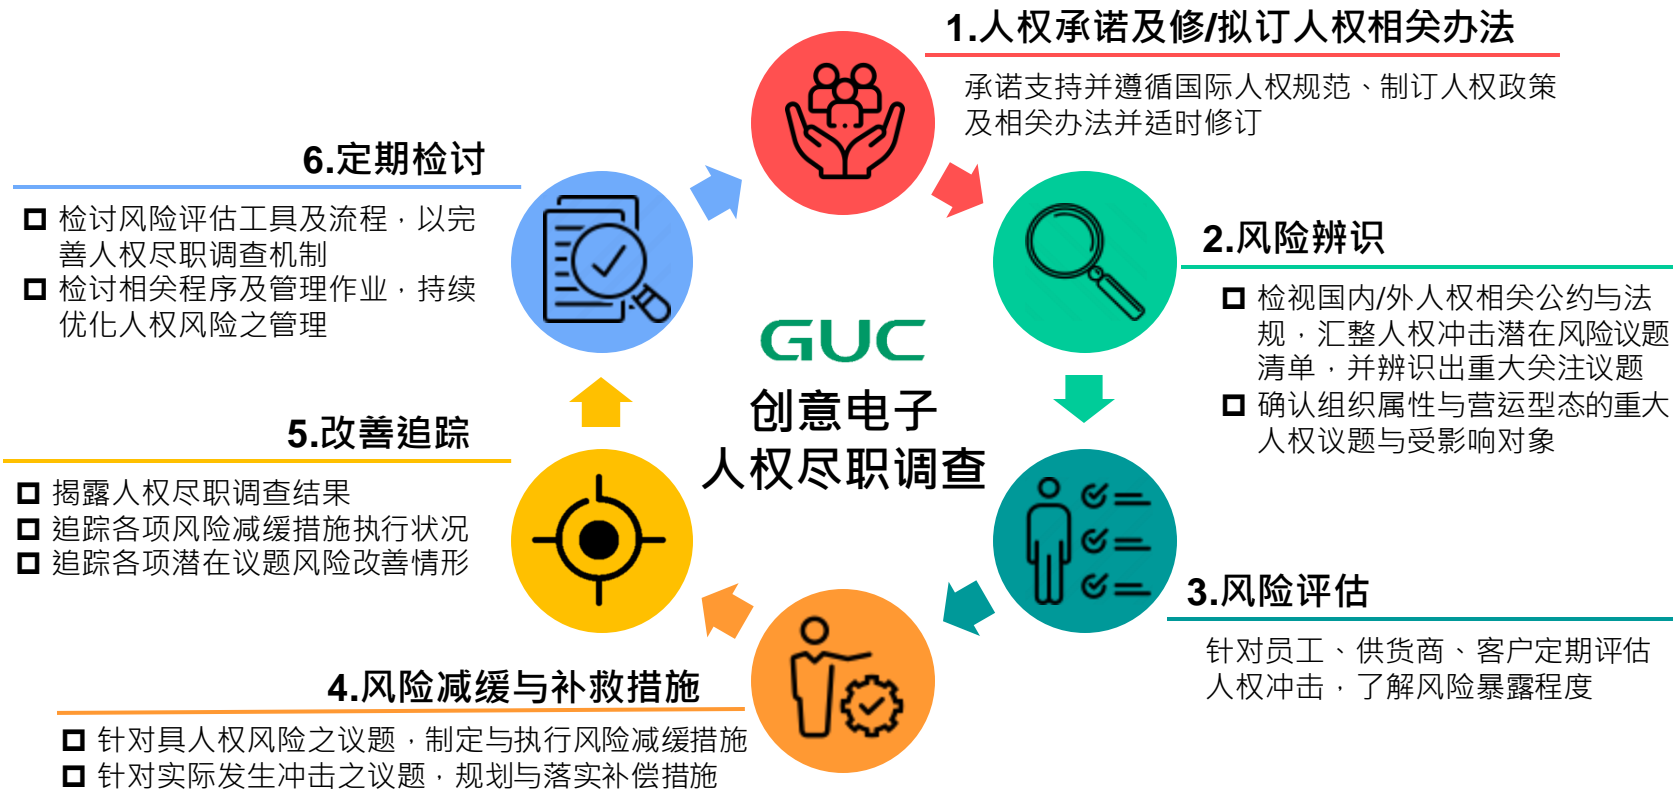 1.人权承诺及修/拟订人权相关办法
承诺支持并遵循国际人权规范、制订人权政策
及相关办法并适时修订
2.风险辨识
检视国内/外人权相关公约与法
规，汇整人权冲击潜在风险议题
清单，并辨识出重大关注议题
确认组织属性与营运型态的重大
人权议题与受影响对象
3.风险评估
针对员工、供货商、客户定期评估
人权冲击，了解风险暴露程度
4.风险减缓与补救措施
针对具人权风险之议题，制定与执行风险减缓措施
针对实际发生冲击之议题，规划与落实补偿措施
5.改善追踪
揭露人权尽职调查结果
追踪各项风险减缓措施执行状况
追踪各项潜在议题风险改善情形
6.定期检讨
检讨风险评估工具及流程，以完
善人权尽职调查机制
检讨相关程序及管理作业，持续
优化人权风险之管理
GUC
创意电子
人权尽职调查